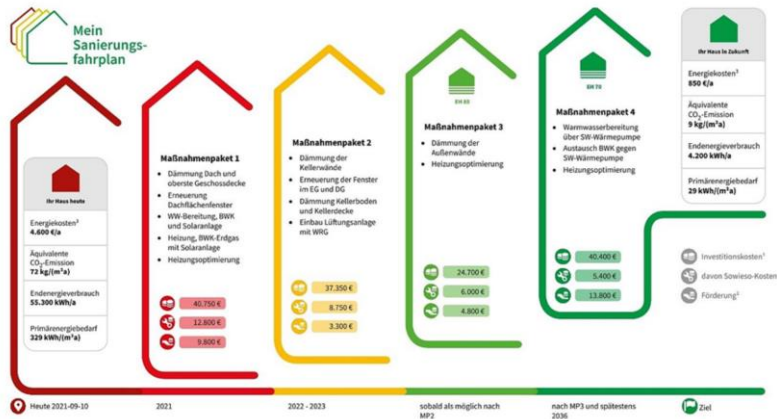 Mein
Sanierungs-
fahrplan
Ihr Haus heute
Energiekosten³
4.600 €/a
Äquivalente
CO₂-Emission
72 kg/(m²a)
Endenergieverbrauch
55.300 kWh/a
Primärenergiebedarf
329 kWh/(m²a)
Maßnahmenpaket 1
• Dämmung Dach und
oberste Geschossdecke
• Erneuerung
Dachflächenfenster
• WW-Bereitung, BWK
und Solaranlage
• Heizung, BWK-Erdgas
mit Solaranlage
• Heizungsoptimierung
40.750 €
12.800 €
9.800 €
Maßnahmenpaket 2
• Dämmung der
Kellerwände
• Erneuerung der Fenster
im EG und DG
• Dämmung Kellerboden
und Kellerdecke
• Einbau Lüftungsanlage
mit WRG
37.350 €
8.750 €
3.300 €
Maßnahmenpaket 3
• Dämmung der
Außenwände
• Heizungsoptimierung
24.700 €
6.000 €
4.800 €
EH 70
Maßnahmenpaket 4
• Warmwasserbereitung
über SW-Wärmepumpe
• Austausch BWK gegen
SW-Wärmepumpe
• Heizungsoptimierung
40.400 €
5.400 €
13.800 €
Ihr Haus in Zukunft
Energiekosten³
850 €/a
Äquivalente
CO₂-Emission
9 kg/(m²a)
Endenergieverbrauch
4.200 kWh/a
Primärenergiebedarf
29 kWh/(m²a)
Investitionskosten¹
davon Sowieso-Kosten
Förderung²
Heute 2021-09-10
2021
2022 - 2023
sobald als möglich nach
MP2
nach MP3 und spätestens
2036
Ziel